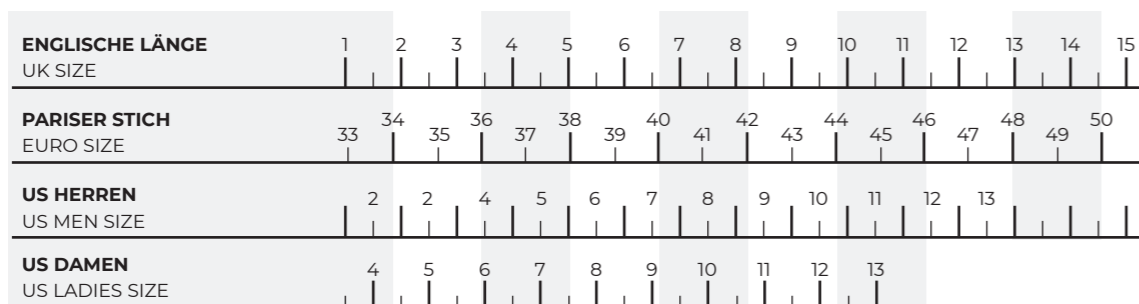 ENGLISCHE LÄNGE 1 2 3 4 5 6 7 8 9 10 11 12 13 14 15
UK SIZE
PARISER STICH 34 36 38 40 42 44 46 48 50
EURO SIZE 33 35 37 39 41 43 45 47 49
US HERREN 2 2 4 5 6 7 8 9 10 11 12 13
US MEN SIZE
US DAMEN 4 5 6 7 8 9 10 11 12 13
US LADIES SIZE